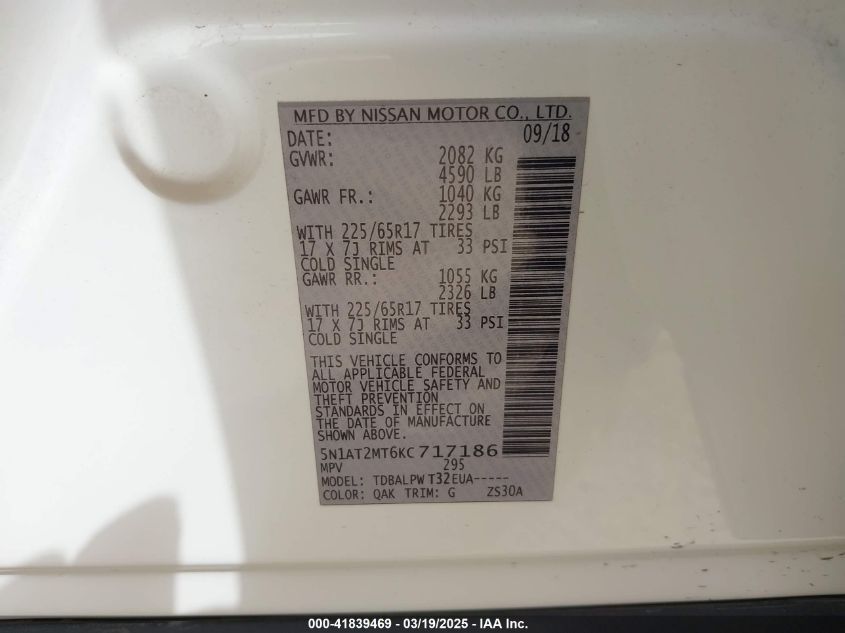 MFD BY NISSAN MOTOR CO., LTD.
DATE: 09/18
GVWR: 2082 KG
4590 LB
GAWR FR.: 1040 KG
2293 LB
WITH 225/65R17 TIRES
17 X 7J RIMS AT 33 PSI
COLD SINGLE
GAWR RR.: 1055 KG
2326 LB
WITH 225/65R17 TIRES
17 X 7J RIMS AT 33 PSI
COLD SINGLE
THIS VEHICLE CONFORMS TO
ALL APPLICABLE FEDERAL
MOTOR VEHICLE SAFETY AND
THEFT PREVENTION
STANDARDS IN EFFECT ON
THE DATE OF MANUFACTURE
SHOWN ABOVE.
5N1AT2MT6KC717186
MPV 295
MODEL: TDBALPW T32EUA-----
COLOR: QAK TRIM: G ZS30A
000-41839469 - 03/19/2025 - IAA Inc.